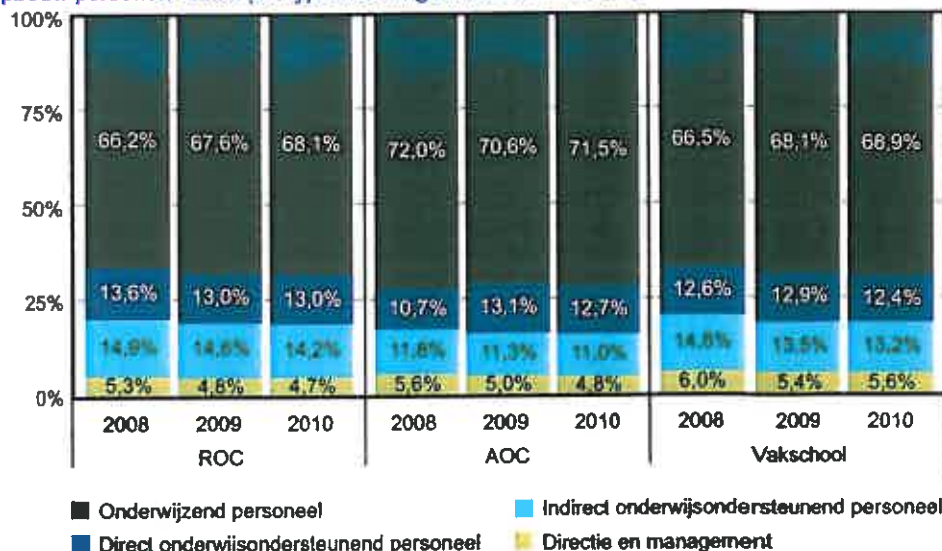 100%
75%
66,2% 67,6% 68,1% 72,0% 70,6% 71,5% 66,5% 68,1% 68,9%
50%
25%
13,6% 13,0% 13,0% 10,7% 13,1% 12,7% 12,6% 12,9% 12,4%
14,9% 14,6% 14,2% 11,8% 11,3% 11,0% 14,8% 13,5% 13,2%
5,3% 4,8% 4,7% 5,6% 5,0% 4,8% 6,0% 5,4% 5,6%
0%
2008 2009 2010 2008 2009 2010 2008 2009 2010
ROC AOC Vakschool
Onderwijzend personeel Indirect onderwijsondersteunend personeel
Direct onderwijsondersteunend personeel Directie en management